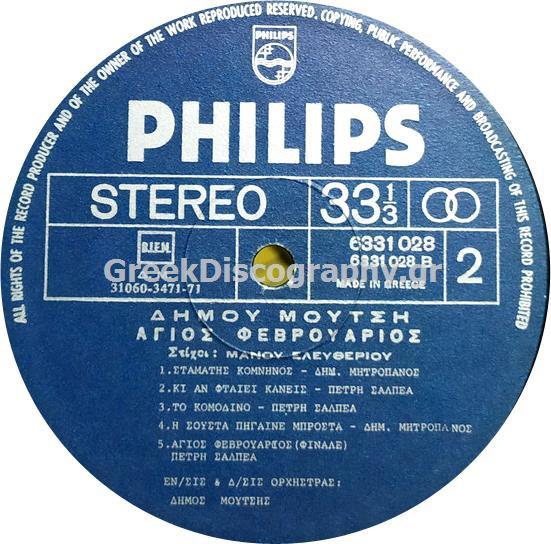 ALL RIGHTS OF THE RECORD PRODUCER AND OF THE OWNER OF THE WORK REPRODUCED RESERVED. COPYING, PUBLIC PERFORMANCE AND BROADCASTING OF THIS RECORD PROHIBITED
PHILIPS
PHILIPS
STEREO 33 1/3
B.I.E.M. 6331 028
6331 028 B 2
31060-3471-71 MADE IN GREECE
GreekDiscography.gr
ΔΗΜΟΥ ΜΟΥΤΣΗ
ΑΓΙΟΣ ΦΕΒΡΟΥΑΡΙΟΣ
Στίχοι: ΜΑΝΟΥ ΕΛΕΥΘΕΡΙΟΥ
1.ΣΤΑΜΑΤΗΣ ΚΟΜΝΗΝΟΣ - ΔΗΜ. ΜΗΤΡΟΠΑΝΟΣ
2.ΚΙ ΑΝ ΦΤΑΙΕΙ ΚΑΝΕΙΣ - ΠΕΤΡΗ ΣΑΛΠΕΑ
3.ΤΟ ΚΟΜΟΔΙΝΟ - ΠΕΤΡΗ ΣΑΛΠΕΑ
4.Η ΣΟΥΣΤΑ ΠΗΓΑΙΝΕ ΜΠΡΟΣΤΑ - ΔΗΜ. ΜΗΤΡΟΠΑΝΟΣ
5.ΑΓΙΟΣ ΦΕΒΡΟΥΑΡΙΟΣ(ΦΙΝΑΛΕ)
ΠΕΤΡΗ ΣΑΛΠΕΑ
ΕΝ/ΣΙΣ & Δ/ΣΙΣ ΟΡΧΗΣΤΡΑΣ:
ΔΗΜΟΣ ΜΟΥΤΣΗΣ